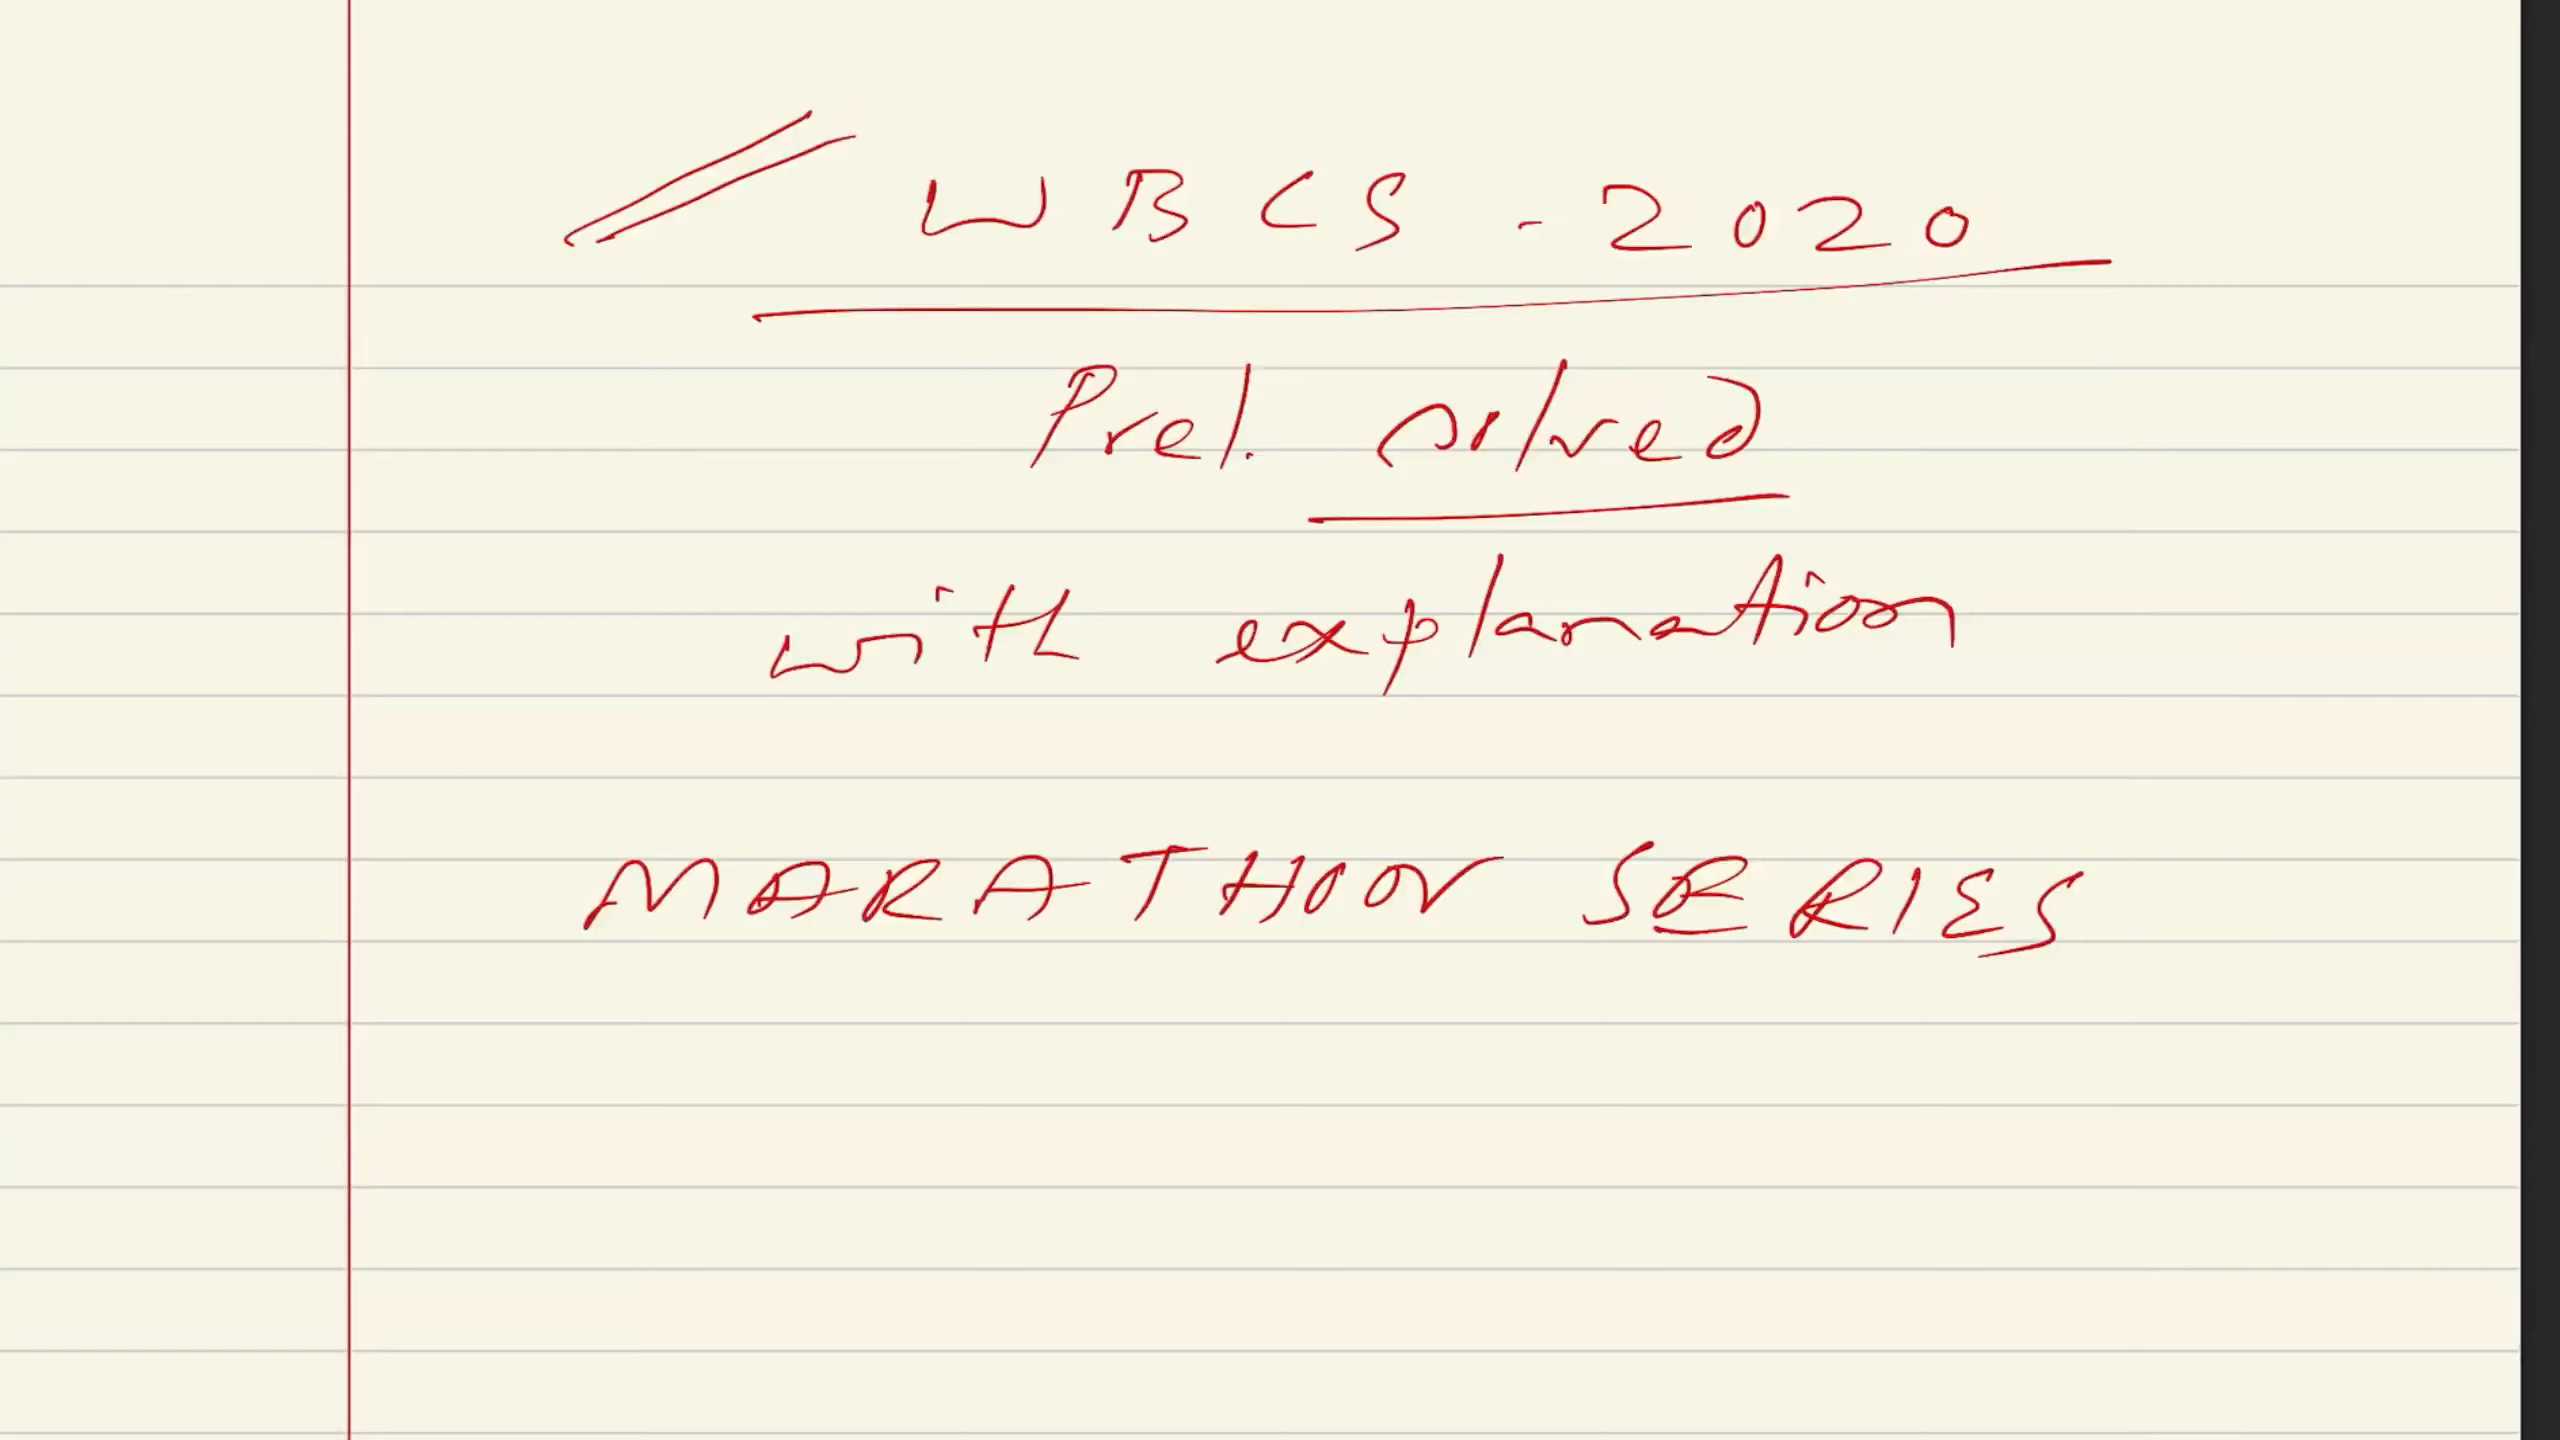 WBCS - 2020
Prel. solved
with explanation
MARATHON SERIES